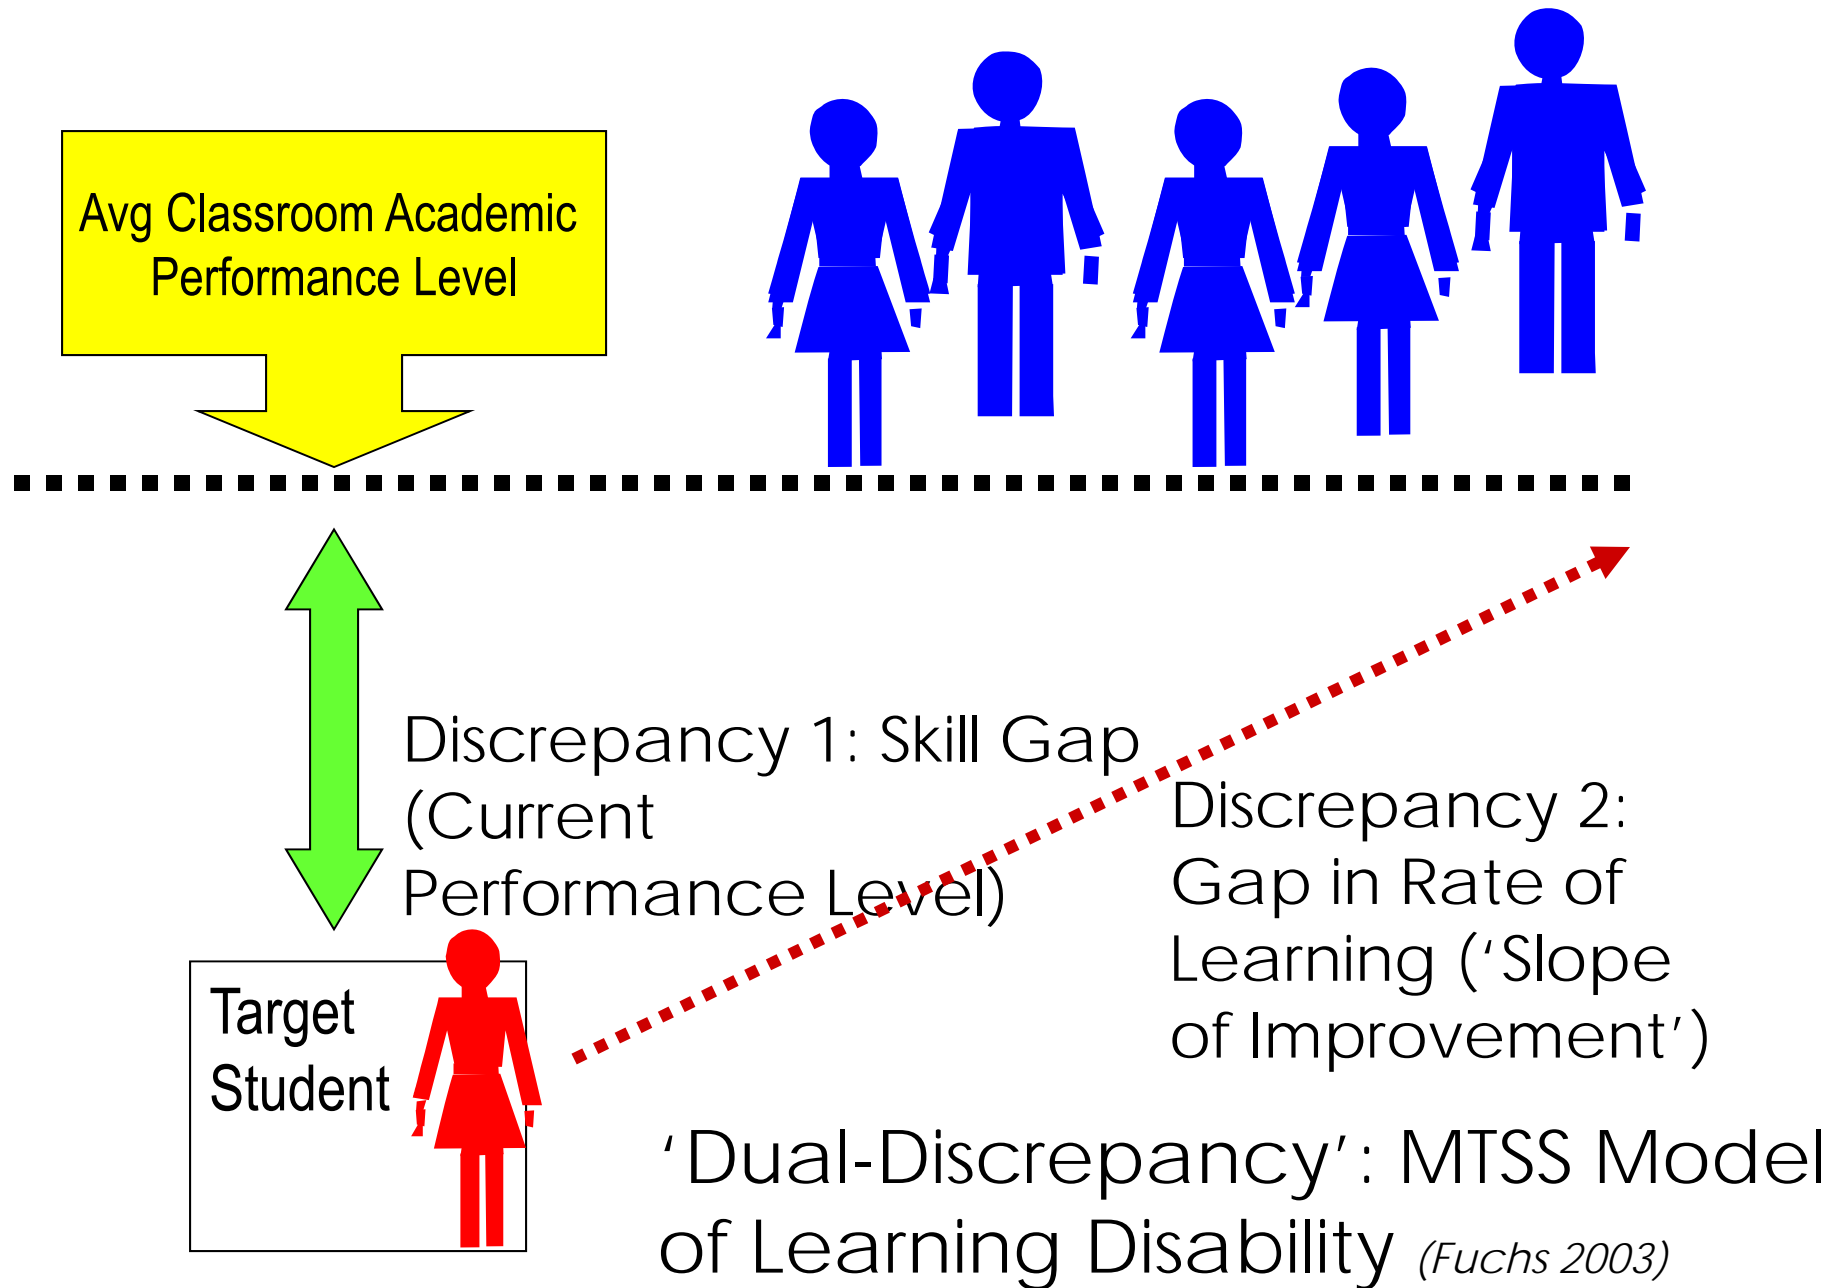 Avg Classroom Academic
Performance Level
Discrepancy 1: Skill Gap
(Current
Performance Level)
Discrepancy 2:
Gap in Rate of
Learning (‘Slope
of Improvement’)
Target
Student
‘Dual-Discrepancy’: MTSS Model
of Learning Disability (Fuchs 2003)